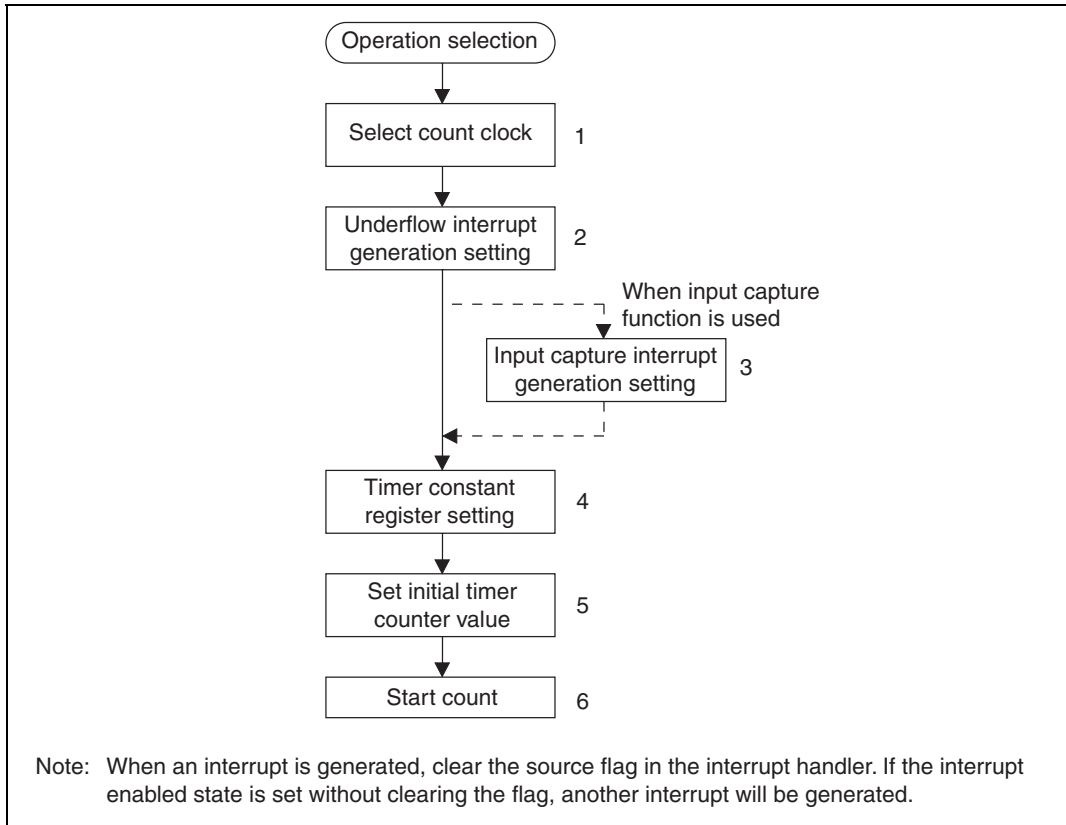 Operation selection
Select count clock
1
Underflow interrupt
generation setting
2
When input capture
function is used
Input capture interrupt
generation setting
3
Timer constant
register setting
4
Set initial timer
counter value
5
Start count
6
Note: When an interrupt is generated, clear the source flag in the interrupt handler. If the interrupt
enabled state is set without clearing the flag, another interrupt will be generated.